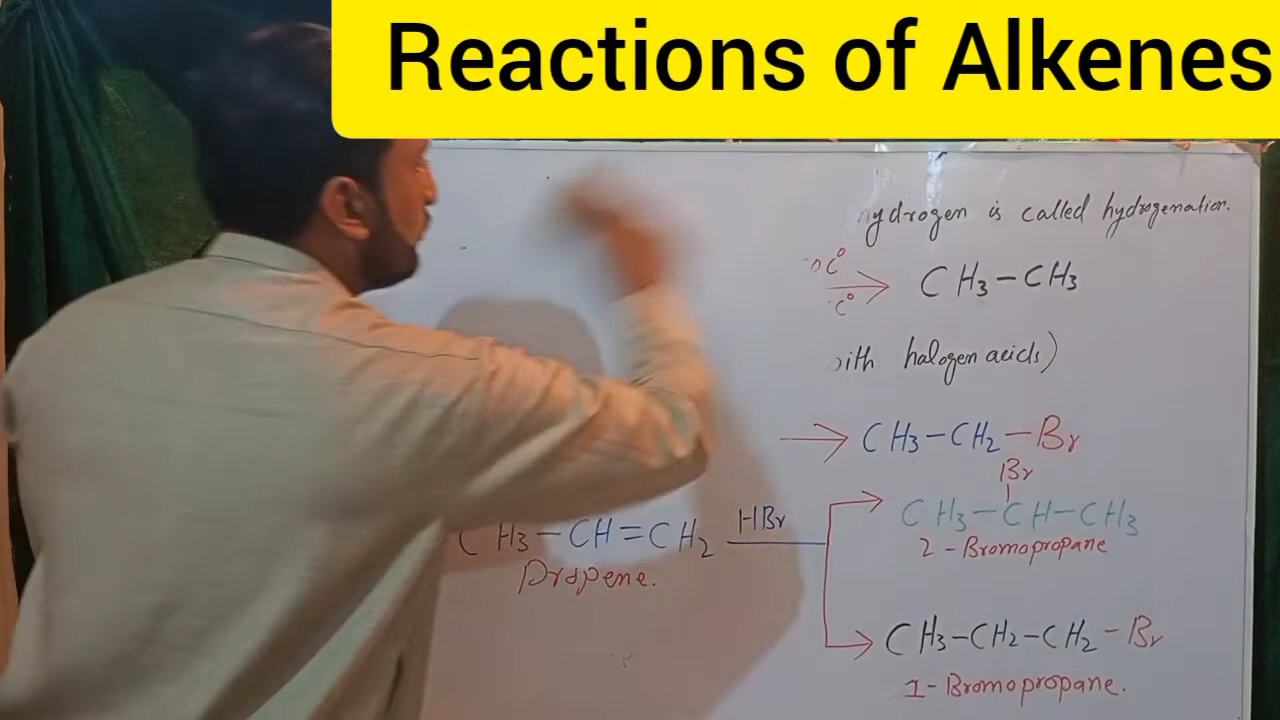 Reactions of Alkenes
ydrogen is called hydrogenation.
C°
C° CH3-CH3
ith halogen acids)
CH3-CH2-Br
Br
CH3-CH=CH2 HBr CH3-CH-CH3
Propene. 2-Bromopropane
CH3-CH2-CH2-Br
1-Bromopropane.